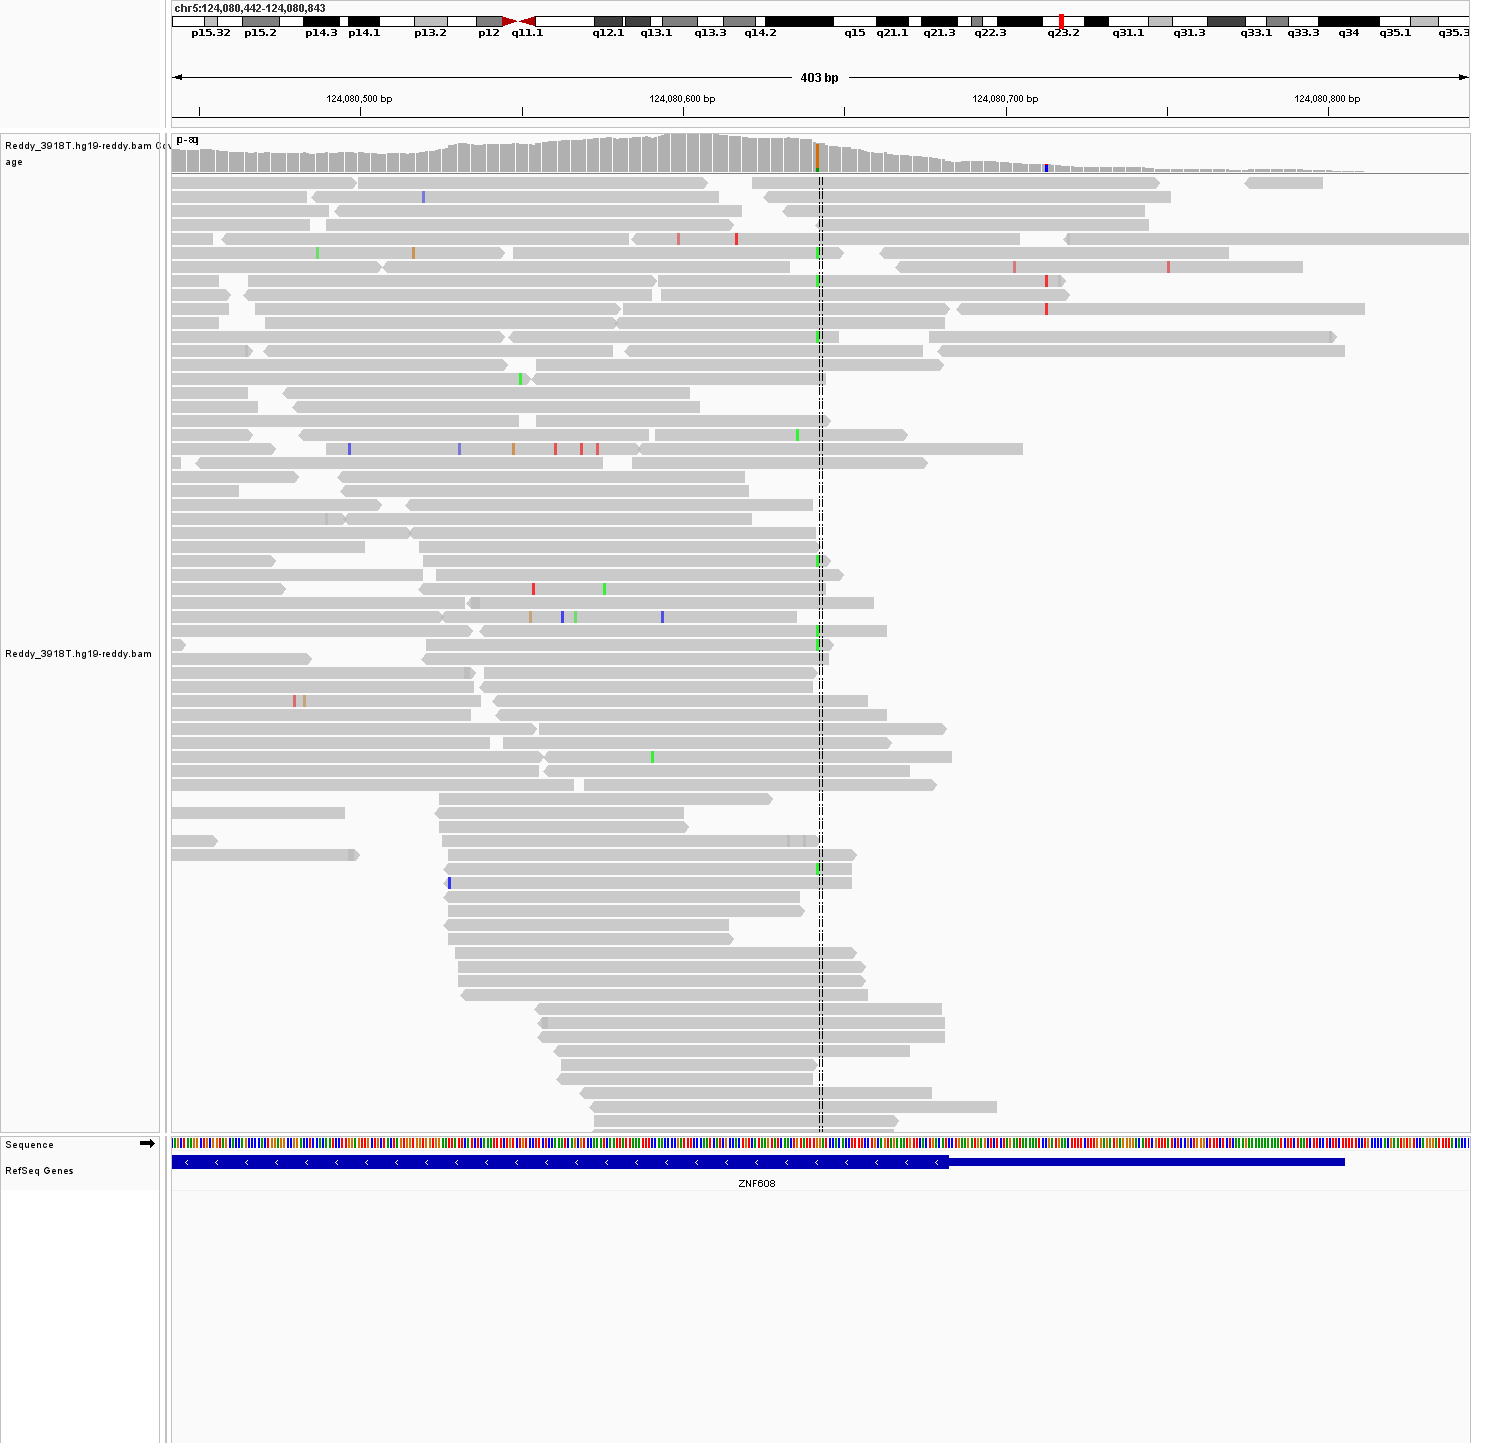 chr5:124,080,442-124,080,843
p15.32 p15.2 p14.3 p14.1 p13.2 p12 q11.1 q12.1 q13.1 q13.3 q14.2 q15 q21.1 q21.3 q22.3 q23.2 q31.1 q31.3 q33.1 q33.3 q34 q35.1 q35.3
403 bp
124,080,500 bp 124,080,600 bp 124,080,700 bp 124,080,800 bp
Reddy_3918T.hg19-reddy.bam Cov
age
Reddy_3918T.hg19-reddy.bam
Sequence
RefSeq Genes
ZNF608